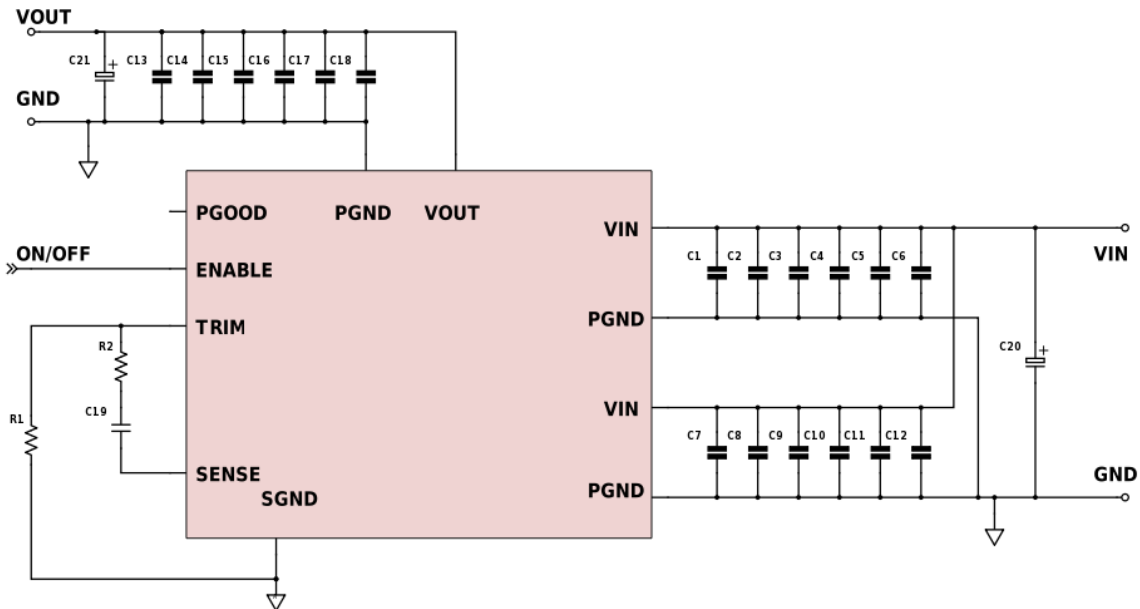 VOUT
C21 + C13 C14 C15 C16 C17 C18
GND
PGOOD PGND VOUT
VIN
ON/OFF
ENABLE
VIN
C1 C2 C3 C4 C5 C6
PGND
TRIM
R2
C20 +
R1
C19
VIN
C7 C8 C9 C10 C11 C12
SENSE
GND
SGND
PGND